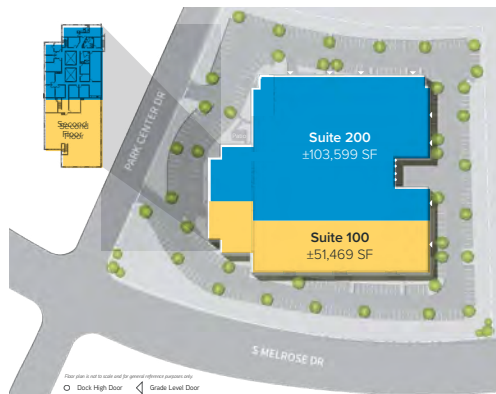 Second
Floor
PARK CENTER DR
Suite 200
±103,599 SF
Suite 100
±51,469 SF
S MELROSE DR
Floor plan is not to scale and for general reference purposes only.
Dock High Door
Grade Level Door